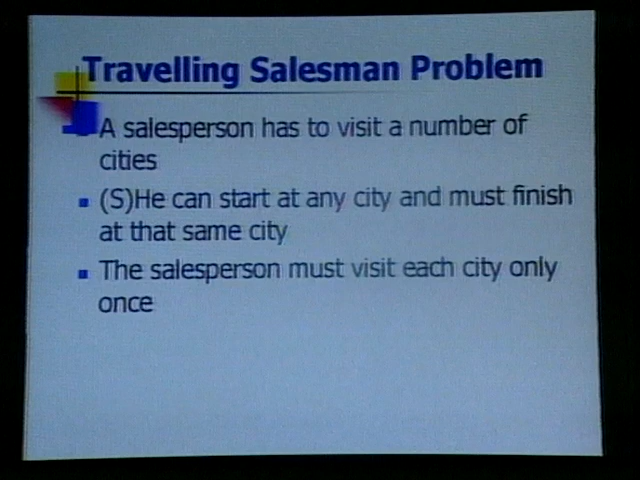 Travelling Salesman Problem
A salesperson has to visit a number of
cities
(S)He can start at any city and must finish
at that same city
The salesperson must visit each city only
once